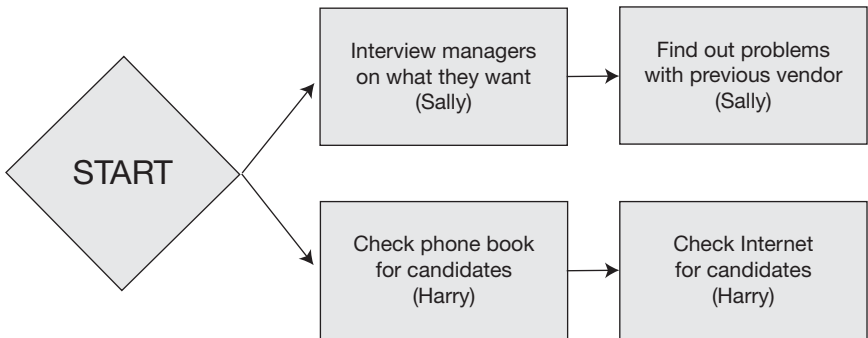 START
Interview managers
on what they want
(Sally)
Find out problems
with previous vendor
(Sally)
Check phone book
for candidates
(Harry)
Check Internet
for candidates
(Harry)